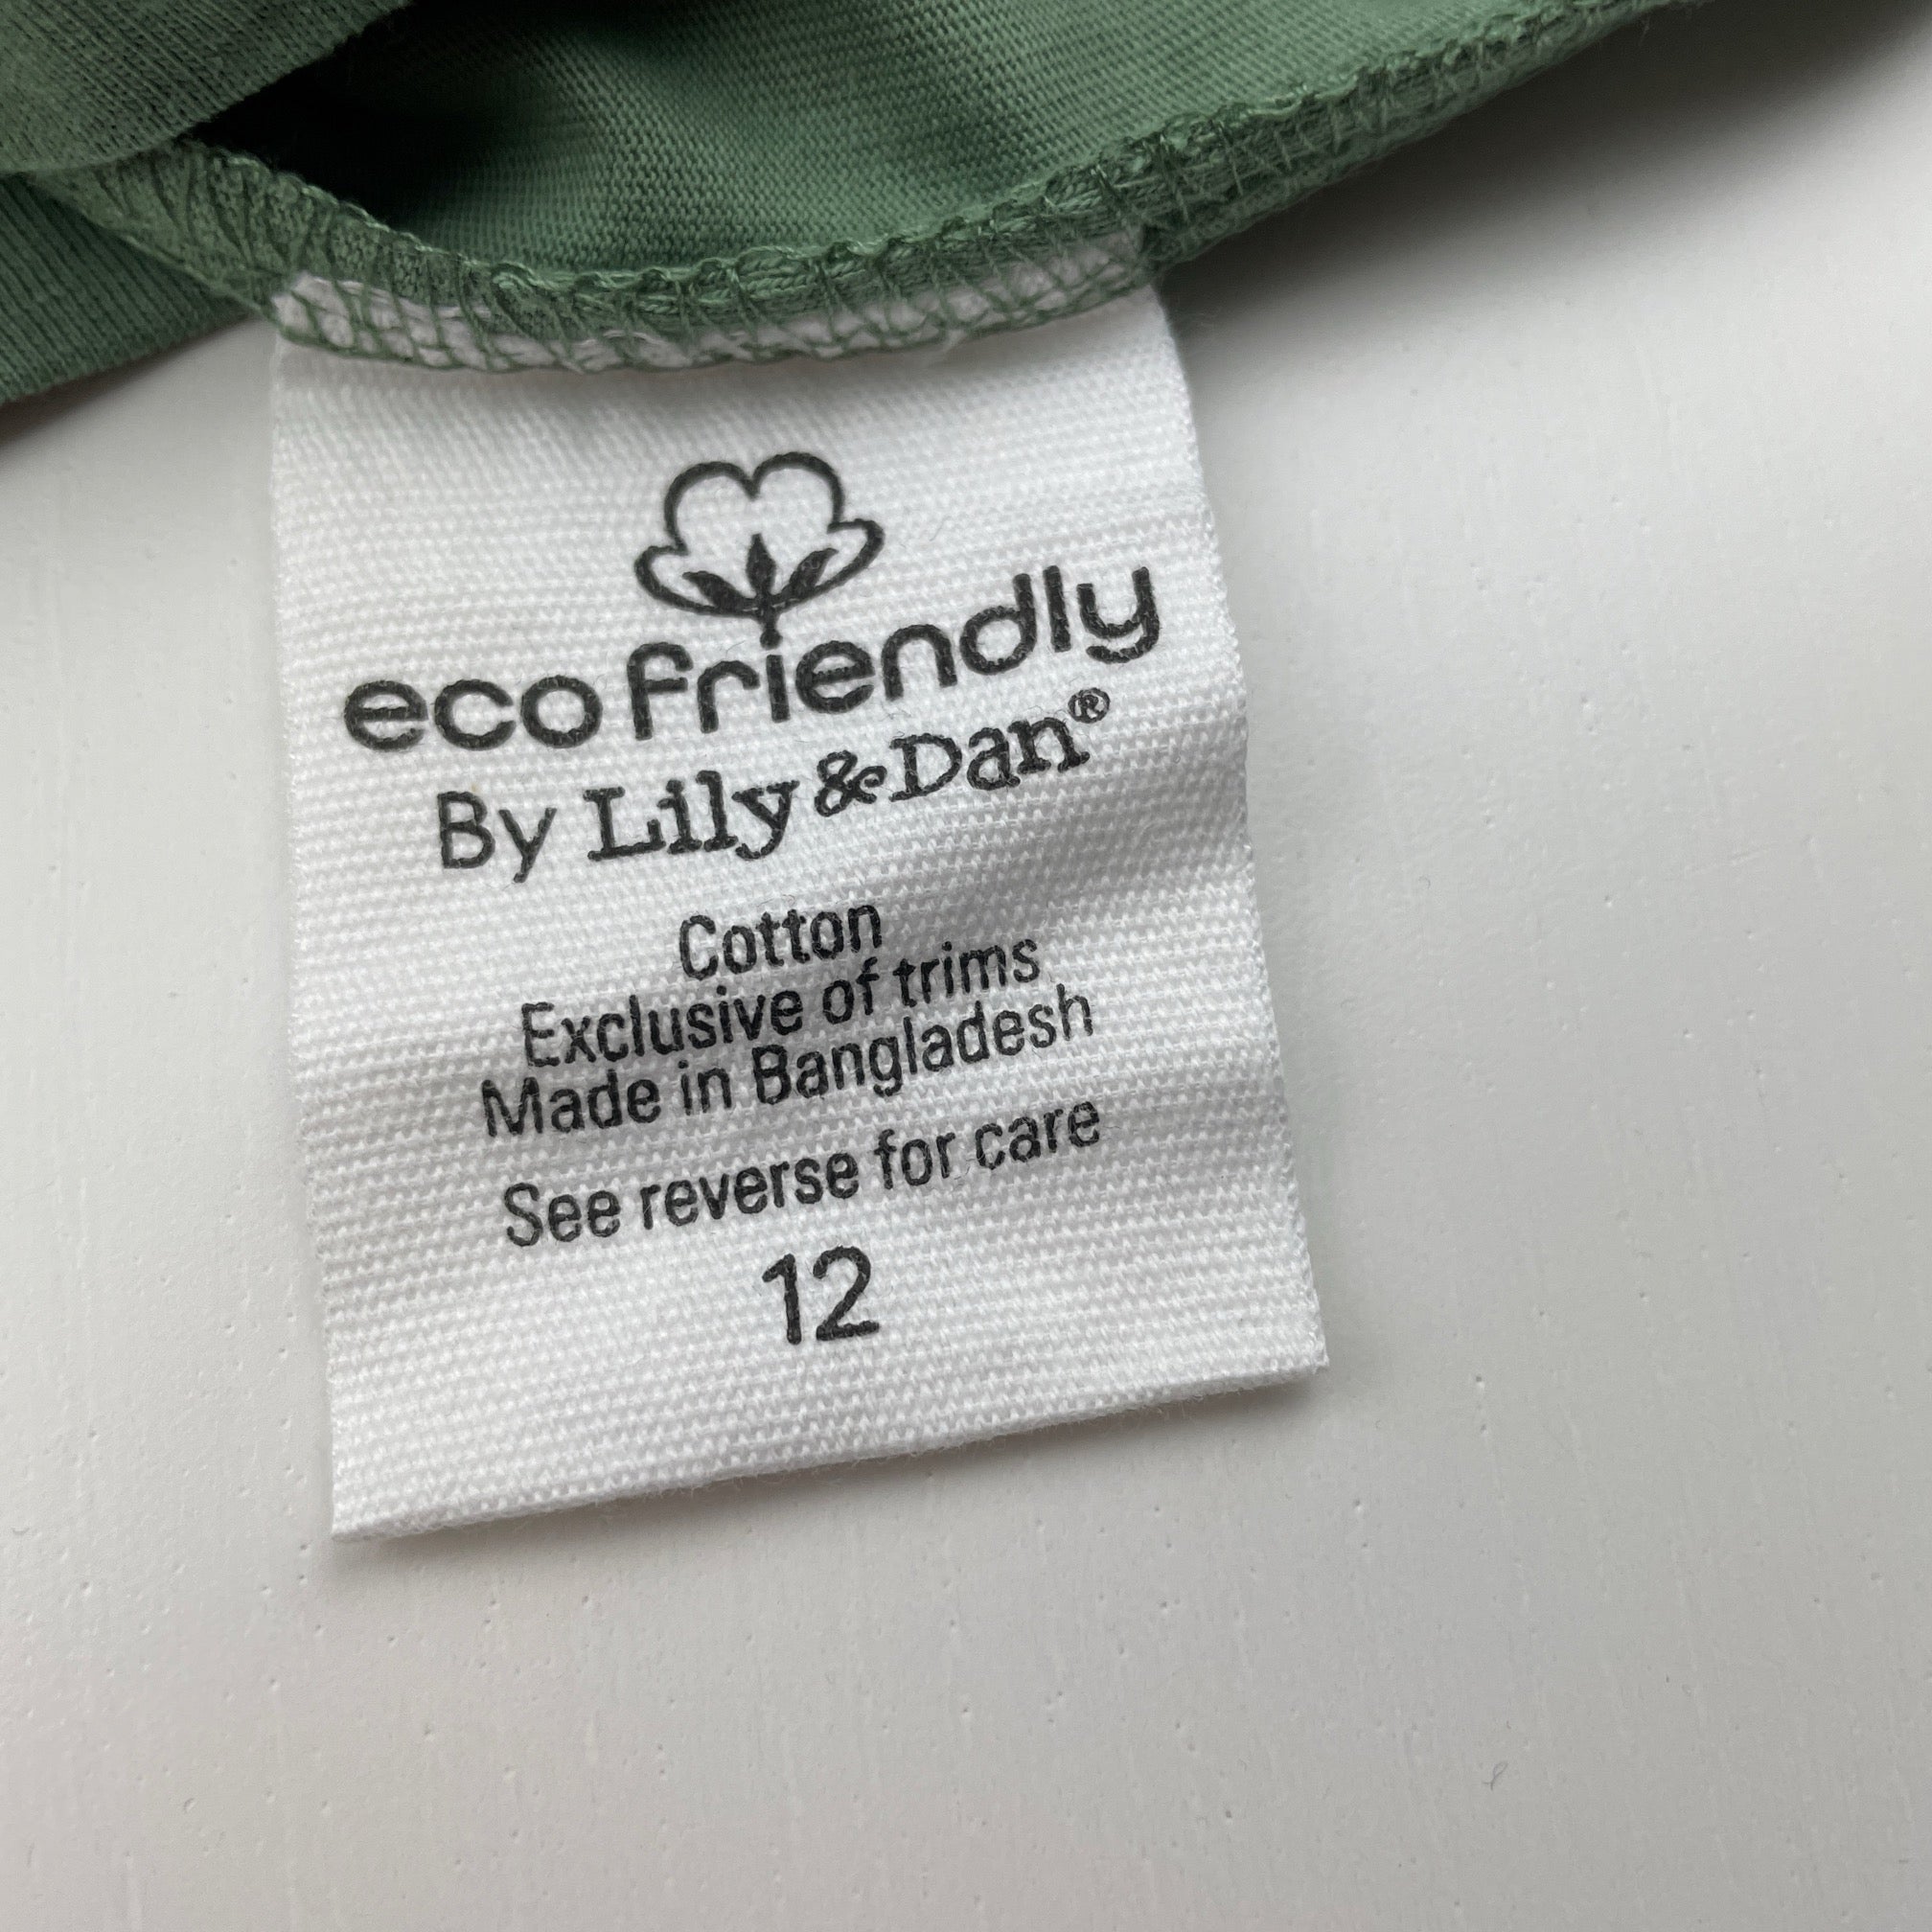 eco friendly
By Lily & Dan®
Cotton
Exclusive of trims
Made in Bangladesh
See reverse for care
12